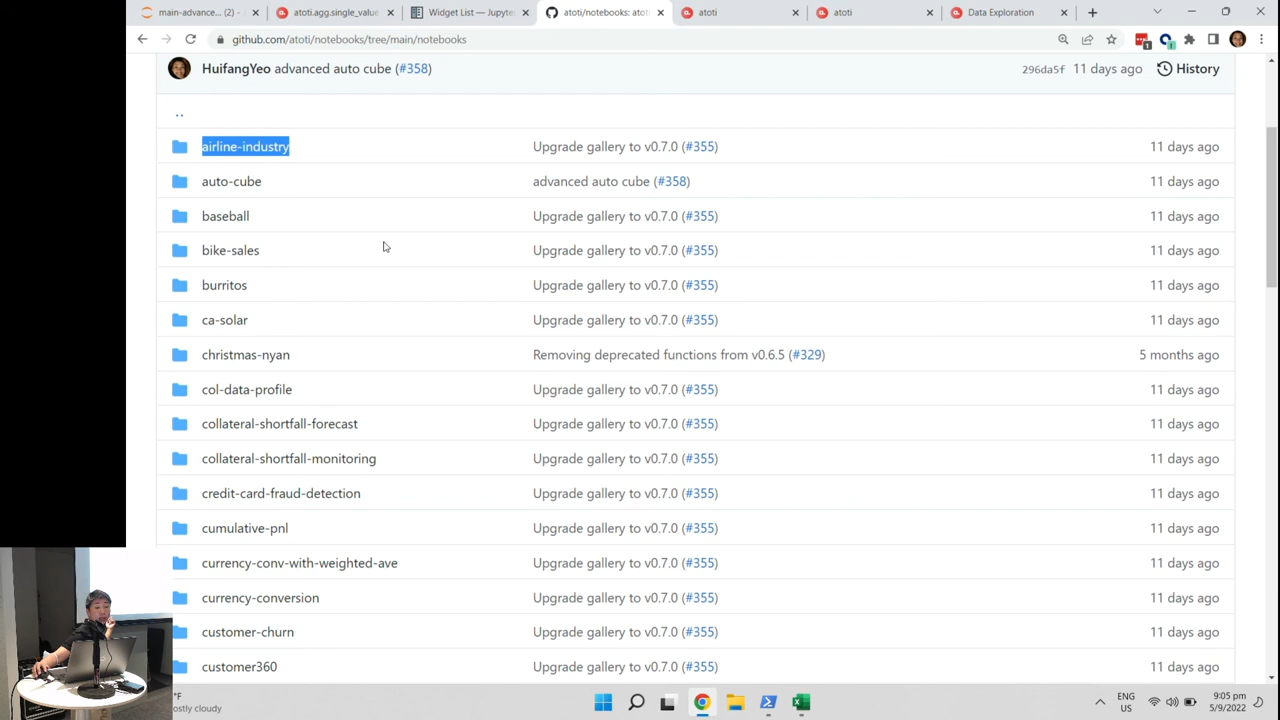 main-advance... (2) - J
atoti.agg.single_value
Widget List — Jupyte
atoti/notebooks: atoti
atoti
atoti
Data Exploration
github.com/atoti/notebooks/tree/main/notebooks
HuifangYeo advanced auto cube (#358)
296da5f 11 days ago History
..
airline-industry Upgrade gallery to v0.7.0 (#355) 11 days ago
auto-cube advanced auto cube (#358) 11 days ago
baseball Upgrade gallery to v0.7.0 (#355) 11 days ago
bike-sales Upgrade gallery to v0.7.0 (#355) 11 days ago
burritos Upgrade gallery to v0.7.0 (#355) 11 days ago
ca-solar Upgrade gallery to v0.7.0 (#355) 11 days ago
christmas-nyan Removing deprecated functions from v0.6.5 (#329) 5 months ago
col-data-profile Upgrade gallery to v0.7.0 (#355) 11 days ago
collateral-shortfall-forecast Upgrade gallery to v0.7.0 (#355) 11 days ago
collateral-shortfall-monitoring Upgrade gallery to v0.7.0 (#355) 11 days ago
credit-card-fraud-detection Upgrade gallery to v0.7.0 (#355) 11 days ago
cumulative-pnl Upgrade gallery to v0.7.0 (#355) 11 days ago
currency-conv-with-weighted-ave Upgrade gallery to v0.7.0 (#355) 11 days ago
currency-conversion Upgrade gallery to v0.7.0 (#355) 11 days ago
customer-churn Upgrade gallery to v0.7.0 (#355) 11 days ago
customer360 Upgrade gallery to v0.7.0 (#355) 11 days ago
°F
ostly cloudy
ENG
US
9:05 pm
5/9/2022